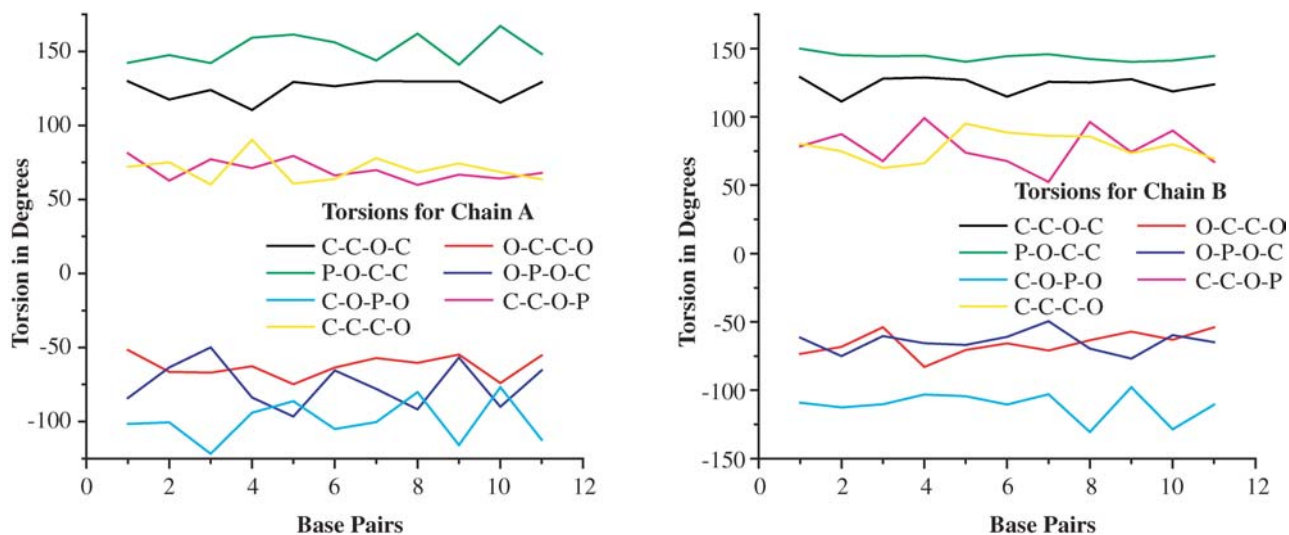 150
100
50
0
-50
-100
Torsion in Degrees
0 2 4 6 8 10 12
Base Pairs
Torsions for Chain A
C-C-O-C O-C-C-O
P-O-C-C O-P-O-C
C-O-P-O C-C-O-P
C-C-C-O
150
100
50
0
-50
-100
-150
Torsion in Degrees
0 2 4 6 8 10 12
Base Pairs
Torsions for Chain B
C-C-O-C O-C-C-O
P-O-C-C O-P-O-C
C-O-P-O C-C-O-P
C-C-C-O